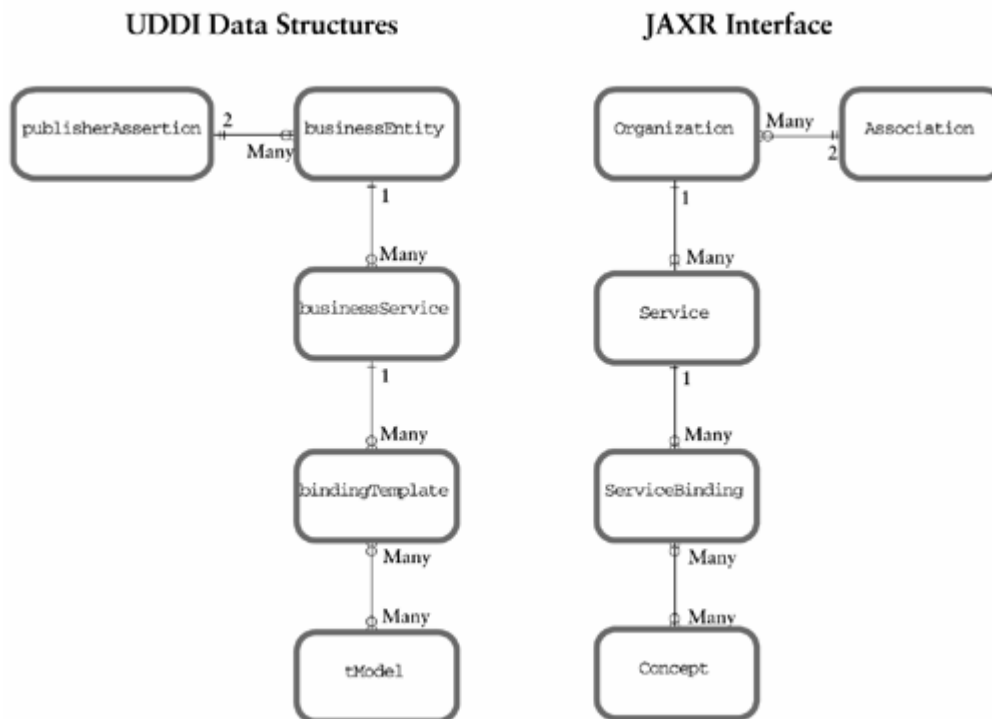 UDDI Data Structures
JAXR Interface
publisherAssertion
2
Many
businessEntity
Organization
Many
2
Association
1
1
Many
Many
businessService
Service
1
1
Many
Many
bindingTemplate
ServiceBinding
Many
Many
Many
Many
tModel
Concept